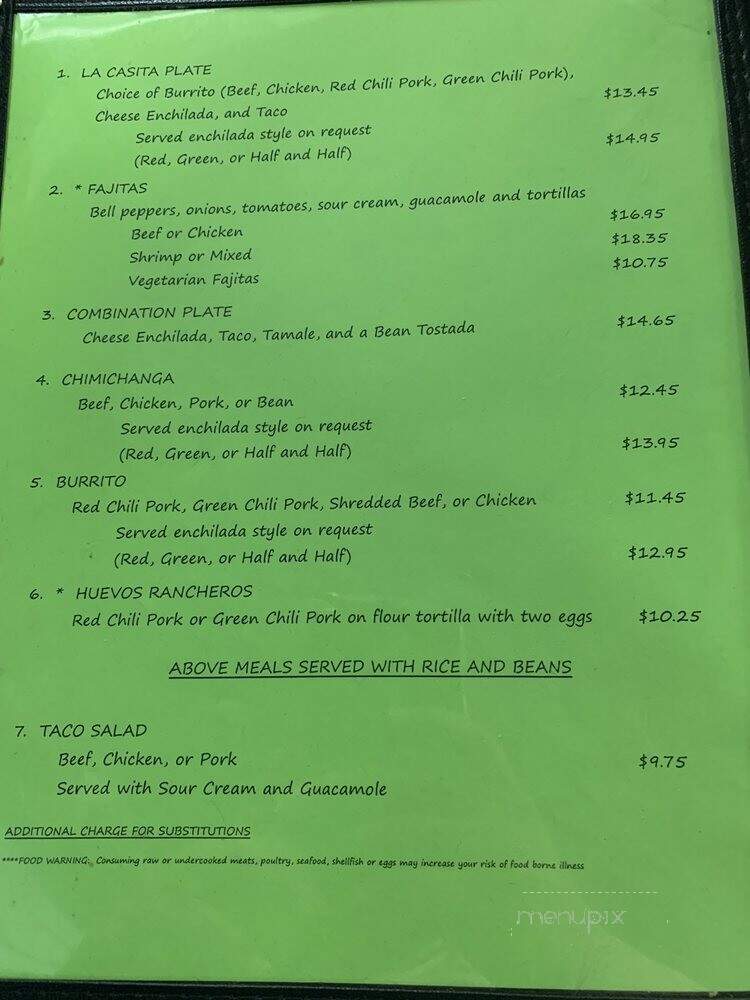 1. LA CASITA PLATE
Choice of Burrito (Beef, Chicken, Red Chili Pork, Green Chili Pork), $13.45
Cheese Enchilada, and Taco
Served enchilada style on request $14.95
(Red, Green, or Half and Half)
2. * FAJITAS
Bell peppers, onions, tomatoes, sour cream, guacamole and tortillas
Beef or Chicken $16.95
Shrimp or Mixed $18.35
Vegetarian Fajitas $10.75
3. COMBINATION PLATE
Cheese Enchilada, Taco, Tamale, and a Bean Tostada $14.65
4. CHIMICHANGA
Beef, Chicken, Pork, or Bean $12.45
Served enchilada style on request
(Red, Green, or Half and Half) $13.95
5. BURRITO
Red Chili Pork, Green Chili Pork, Shredded Beef, or Chicken $11.45
Served enchilada style on request
(Red, Green, or Half and Half) $12.95
6. * HUEVOS RANCHEROS
Red Chili Pork or Green Chili Pork on flour tortilla with two eggs $10.25
ABOVE MEALS SERVED WITH RICE AND BEANS
7. TACO SALAD
Beef, Chicken, or Pork $9.75
Served with Sour Cream and Guacamole
ADDITIONAL CHARGE FOR SUBSTITUTIONS
****FOOD WARNING: Consuming raw or undercooked meats, poultry, seafood, shellfish or eggs may increase your risk of food borne illness
menupix